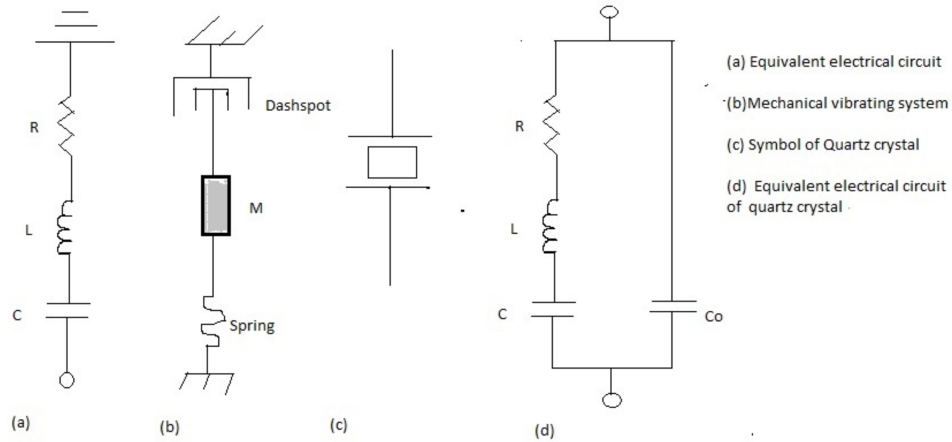 R
L
C
(a)
Dashspot
M
Spring
(b)
(c)
R
L
C
Co
(d)
(a) Equivalent electrical circuit
(b)Mechanical vibrating system
(c) Symbol of Quartz crystal
(d) Equivalent electrical circuit
of quartz crystal